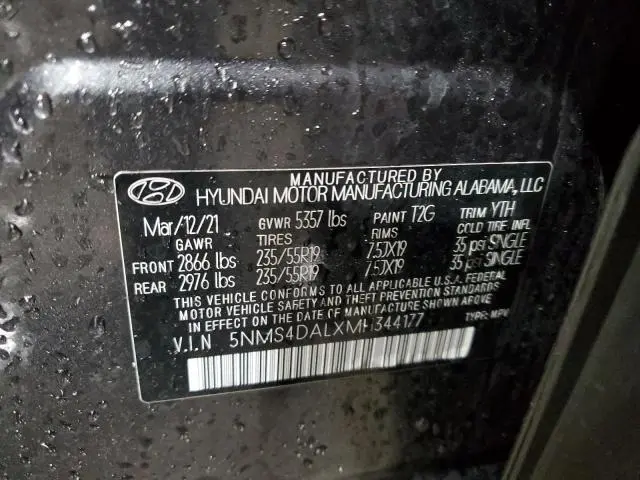 MANUFACTURED BY
HYUNDAI MOTOR MANUFACTURING ALABAMA, LLC
Mar/12/21 GVWR 5357 lbs PAINT T2G TRIM YTH
GAWR TIRES RIMS COLD TIRE INFL
FRONT 2866 lbs 235/55R19 7.5JX19 35 psi SINGLE
REAR 2976 lbs 235/55R19 7.5JX19 35 psi SINGLE
THIS VEHICLE CONFORMS TO ALL APPLICABLE U.S.A. FEDERAL
MOTOR VEHICLE SAFETY AND THEFT PREVENTION STANDARDS
IN EFFECT ON THE DATE OF MANUFACTURE SHOWN ABOVE.
V.I.N 5NMS4DALXMH344177 TYPE: MPV